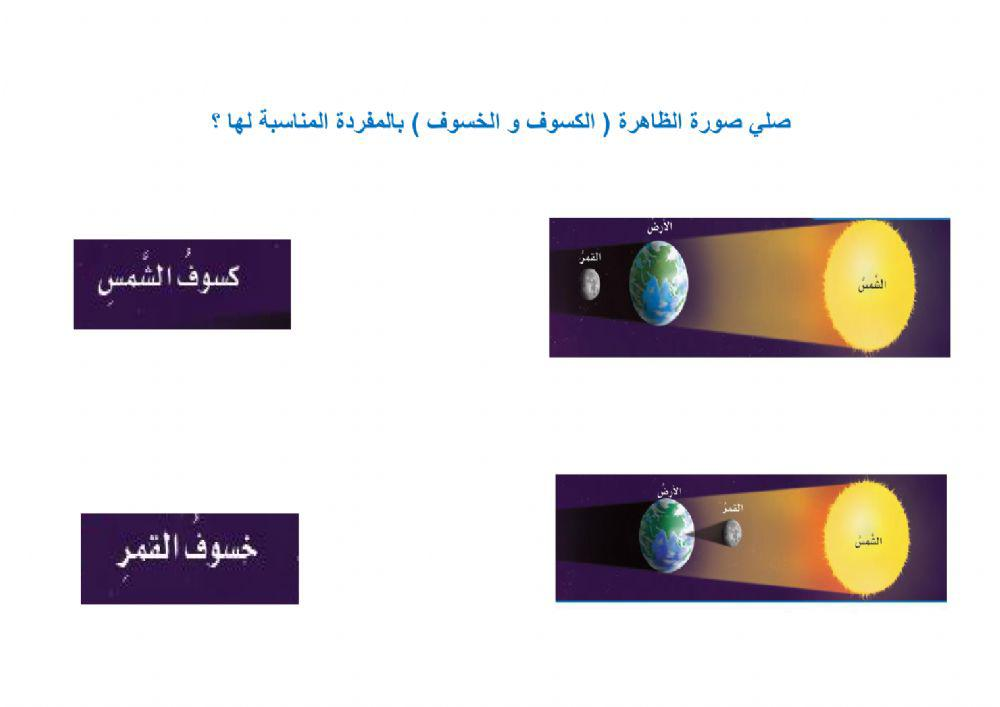 صلي صورة الظاهرة ( الكسوف و الخسوف ) بالمفردة المناسبة لها ؟
الأرض
القمرُ
الشَّمسُ
كسوفُ الشَّمسِ
الأرضُ
القمرُ
الشَّمسُ
خسوفُ القمرِ